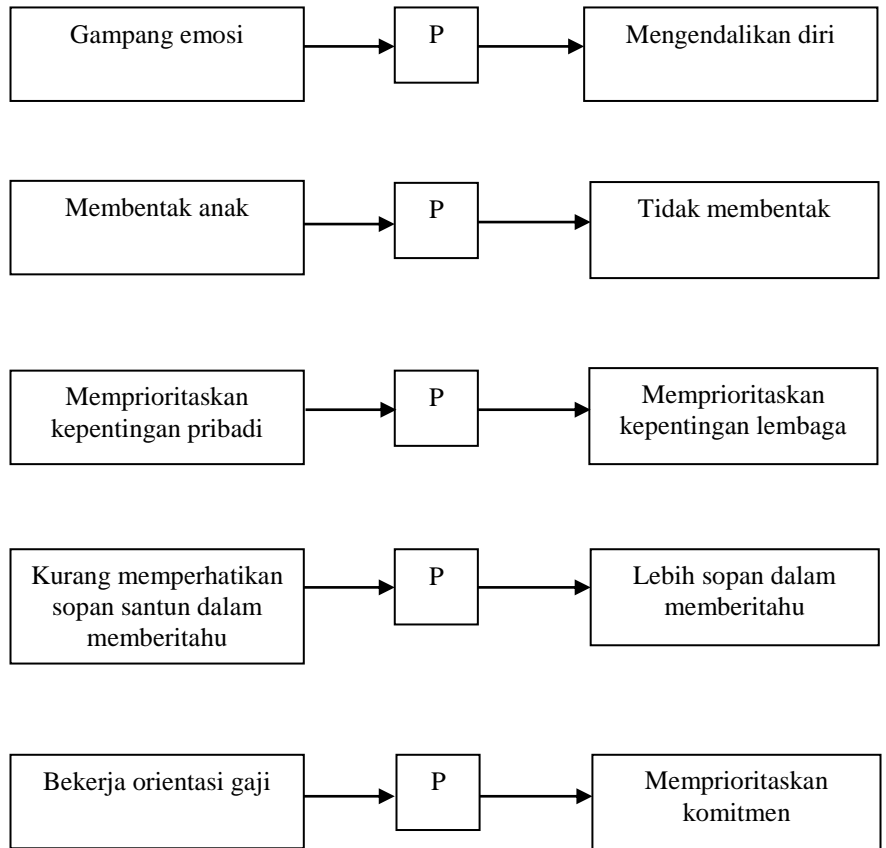 Gampang emosi
P
Mengendalikan diri
Membentak anak
P
Tidak membentak
Memprioritaskan
kepentingan pribadi
P
Memprioritaskan
kepentingan lembaga
Kurang memperhatikan
sopan santun dalam
memberitahu
P
Lebih sopan dalam
memberitahu
Bekerja orientasi gaji
P
Memprioritaskan
komitmen